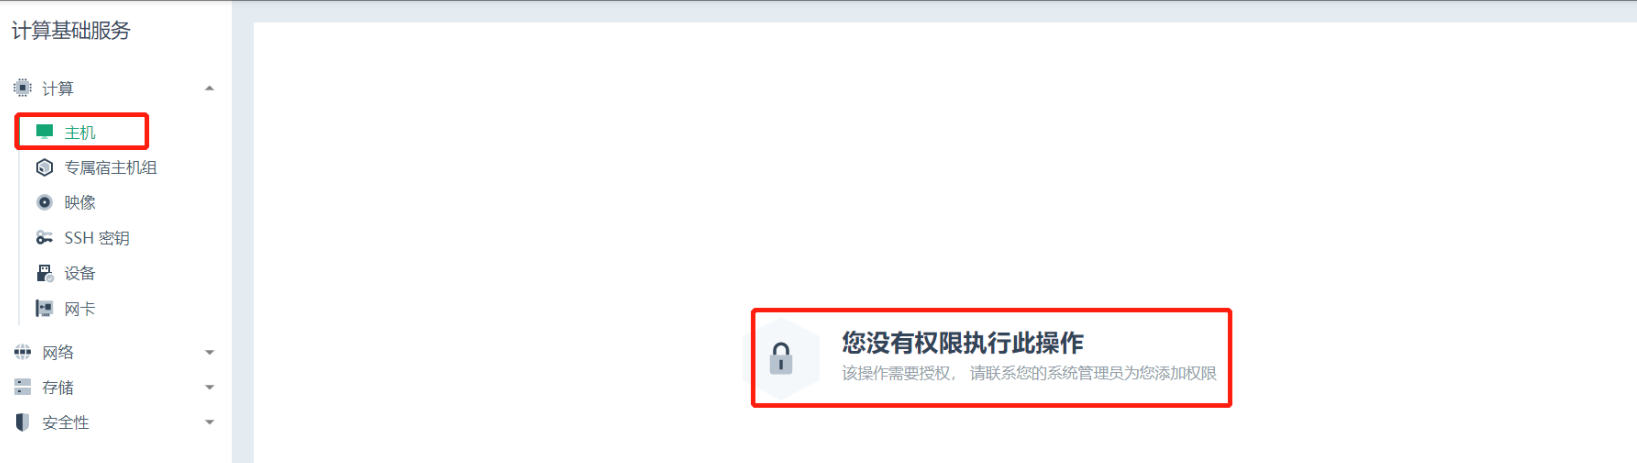 计算基础服务
计算
主机
专属宿主机组
映像
SSH 密钥
设备
网卡
网络
存储
安全性
您没有权限执行此操作
该操作需要授权， 请联系您的系统管理员为您添加权限